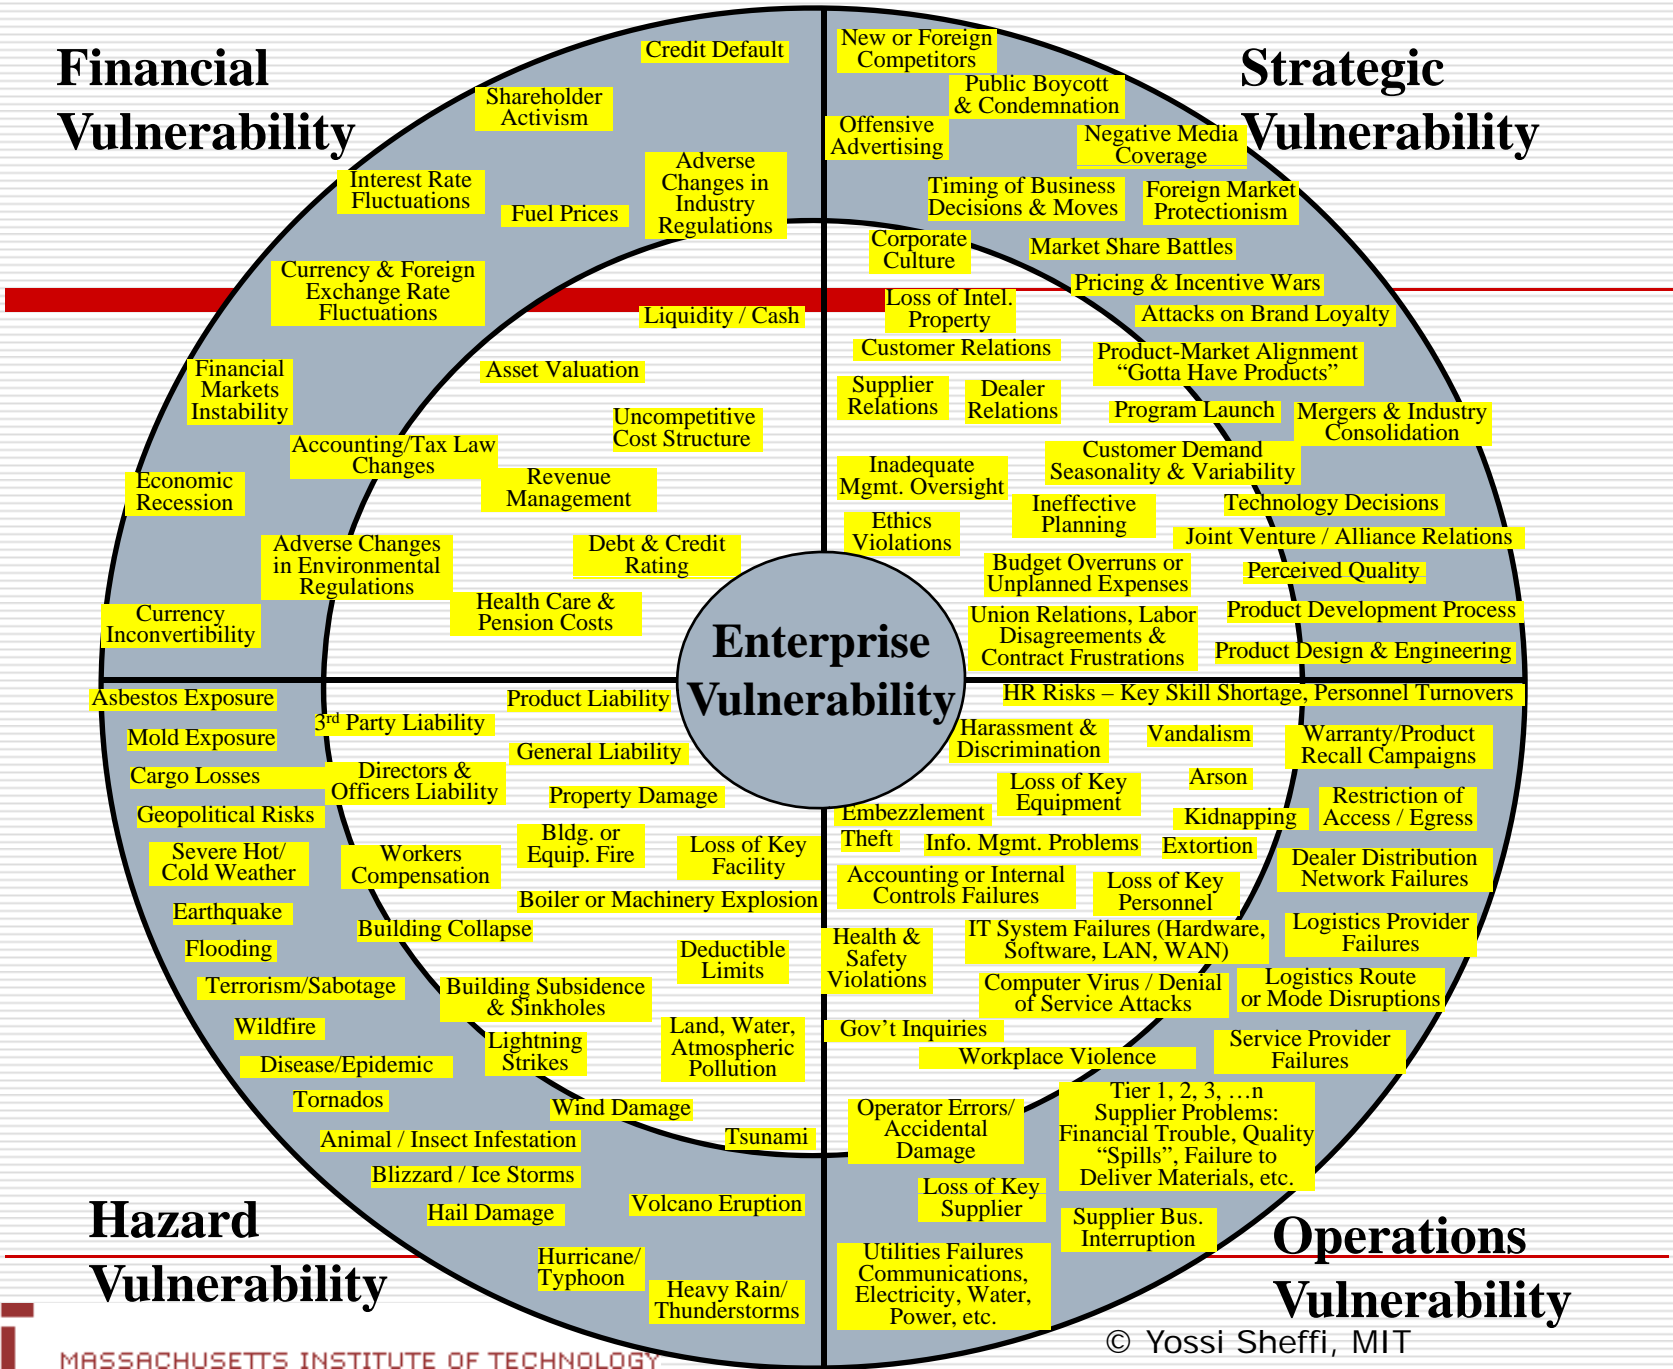 Financial
Vulnerability
Strategic
Vulnerability
Credit Default
Shareholder
Activism
Interest Rate
Fluctuations
Fuel Prices
Adverse
Changes in
Industry
Regulations
Currency & Foreign
Exchange Rate
Fluctuations
Liquidity / Cash
Financial
Markets
Instability
Asset Valuation
Uncompetitive
Cost Structure
Accounting/Tax Law
Changes
Economic
Recession
Revenue
Management
Adverse Changes
in Environmental
Regulations
Debt & Credit
Rating
Currency
Inconvertibility
Health Care &
Pension Costs
New or Foreign
Competitors
Public Boycott
& Condemnation
Offensive
Advertising
Negative Media
Coverage
Timing of Business
Decisions & Moves
Foreign Market
Protectionism
Corporate
Culture
Market Share Battles
Pricing & Incentive Wars
Loss of Intel.
Property
Attacks on Brand Loyalty
Customer Relations
Product-Market Alignment
“Gotta Have Products”
Supplier
Relations
Dealer
Relations
Program Launch
Mergers & Industry
Consolidation
Customer Demand
Seasonality & Variability
Inadequate
Mgmt. Oversight
Ineffective
Planning
Technology Decisions
Ethics
Violations
Joint Venture / Alliance Relations
Budget Overruns or
Unplanned Expenses
Perceived Quality
Union Relations, Labor
Disagreements &
Contract Frustrations
Product Development Process
Product Design & Engineering
Enterprise
Vulnerability
Asbestos Exposure
Product Liability
3rd Party Liability
Mold Exposure
General Liability
Cargo Losses
Directors &
Officers Liability
Property Damage
Geopolitical Risks
Bldg. or
Equip. Fire
Loss of Key
Facility
Severe Hot/
Cold Weather
Workers
Compensation
Boiler or Machinery Explosion
Earthquake
Building Collapse
Flooding
Deductible
Limits
Terrorism/Sabotage
Building Subsidence
& Sinkholes
Wildfire
Lightning
Strikes
Land, Water,
Atmospheric
Pollution
Disease/Epidemic
Tornados
Wind Damage
Animal / Insect Infestation
Tsunami
Blizzard / Ice Storms
Hail Damage
Volcano Eruption
Hurricane/
Typhoon
Heavy Rain/
Thunderstorms
HR Risks – Key Skill Shortage, Personnel Turnovers
Harassment &
Discrimination
Vandalism
Warranty/Product
Recall Campaigns
Loss of Key
Equipment
Arson
Restriction of
Access / Egress
Embezzlement
Kidnapping
Theft
Info. Mgmt. Problems
Extortion
Dealer Distribution
Network Failures
Accounting or Internal
Controls Failures
Loss of Key
Personnel
Logistics Provider
Failures
Health &
Safety
Violations
IT System Failures (Hardware,
Software, LAN, WAN)
Computer Virus / Denial
of Service Attacks
Logistics Route
or Mode Disruptions
Gov’t Inquiries
Service Provider
Failures
Workplace Violence
Operator Errors/
Accidental
Damage
Tier 1, 2, 3, …n
Supplier Problems:
Financial Trouble, Quality
“Spills”, Failure to
Deliver Materials, etc.
Loss of Key
Supplier
Supplier Bus.
Interruption
Utilities Failures
Communications,
Electricity, Water,
Power, etc.
Hazard
Vulnerability
Operations
Vulnerability
© Yossi Sheffi, MIT
MASSACHUSETTS INSTITUTE OF TECHNOLOGY